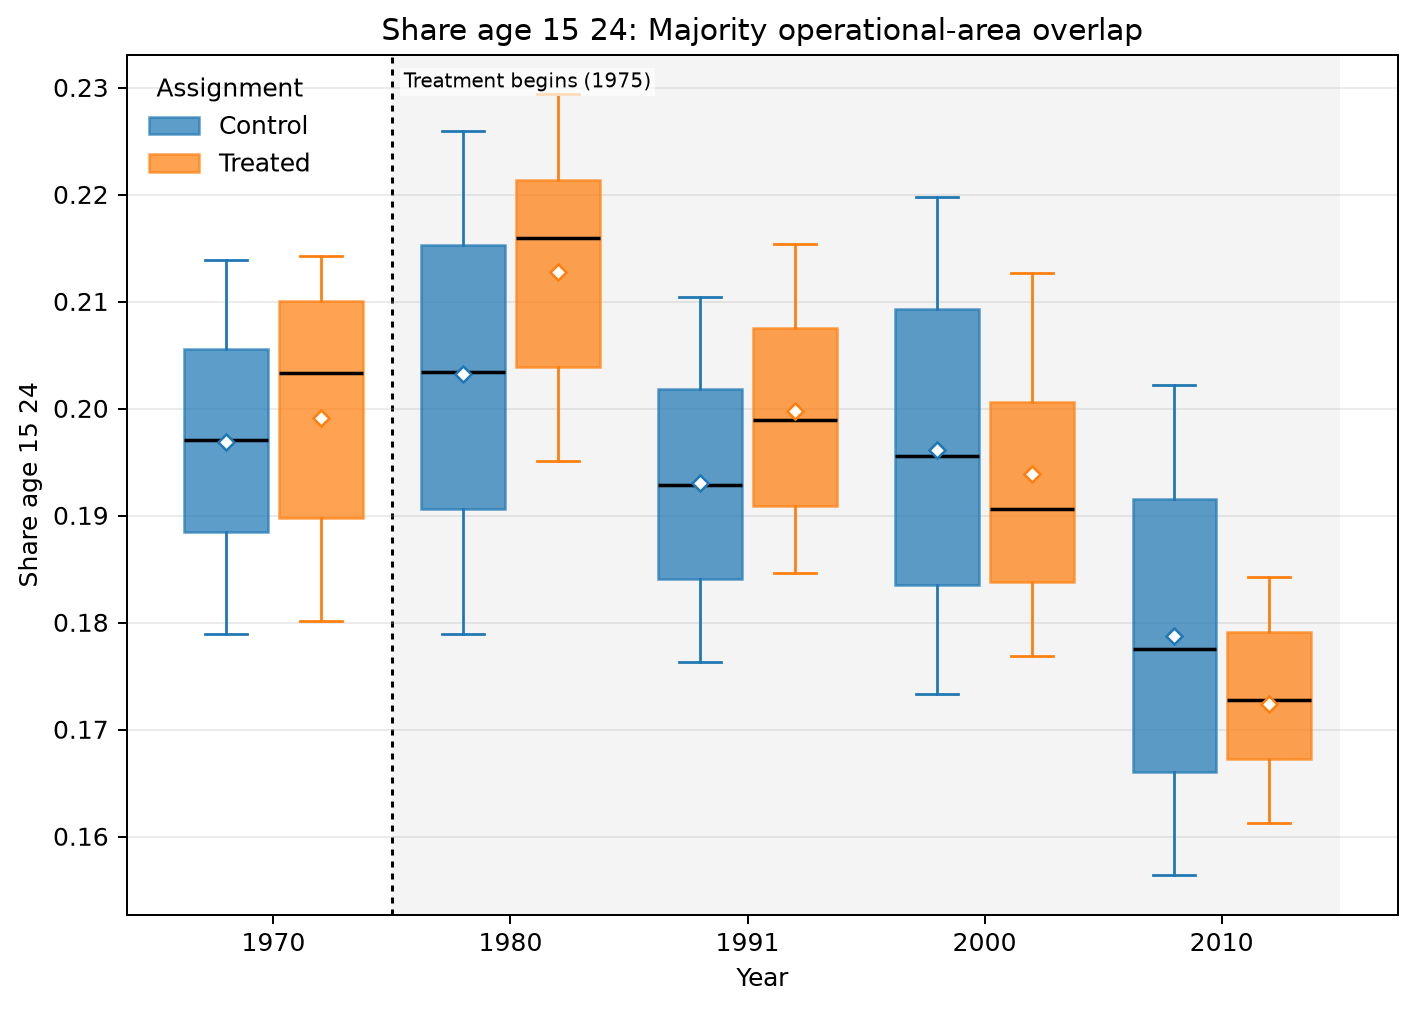 Share age 15 24: Majority operational-area overlap
Treatment begins (1975)
Assignment
Control
Treated
Share age 15 24
0.23
0.22
0.21
0.20
0.19
0.18
0.17
0.16
1970
1980
1991
2000
2010
Year